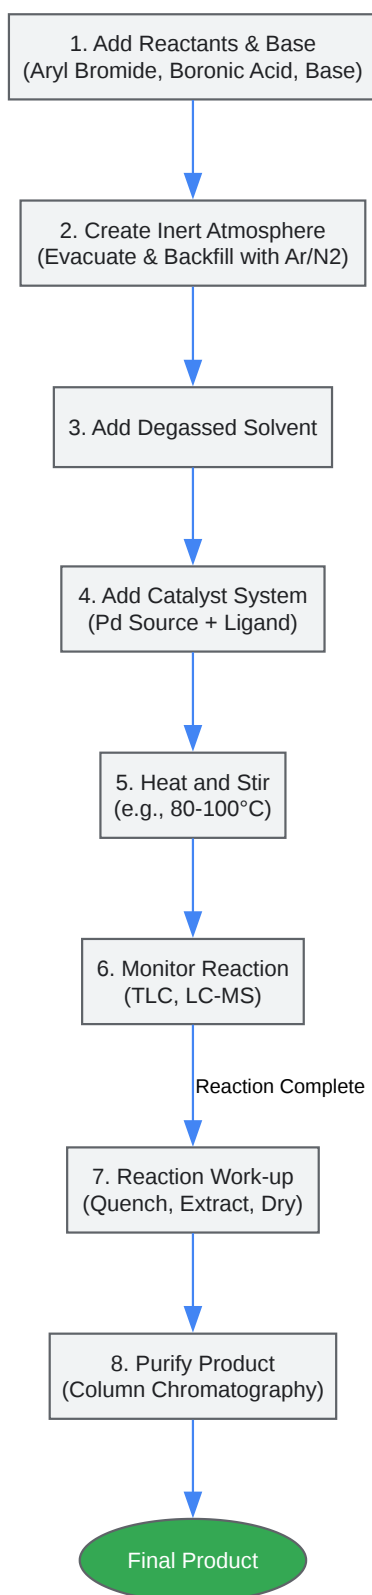 1. Add Reactants & Base
(Aryl Bromide, Boronic Acid, Base)
2. Create Inert Atmosphere
(Evacuate & Backfill with Ar/N2)
3. Add Degassed Solvent
4. Add Catalyst System
(Pd Source + Ligand)
5. Heat and Stir
(e.g., 80-100°C)
6. Monitor Reaction
(TLC, LC-MS)
Reaction Complete
7. Reaction Work-up
(Quench, Extract, Dry)
8. Purify Product
(Column Chromatography)
Final Product